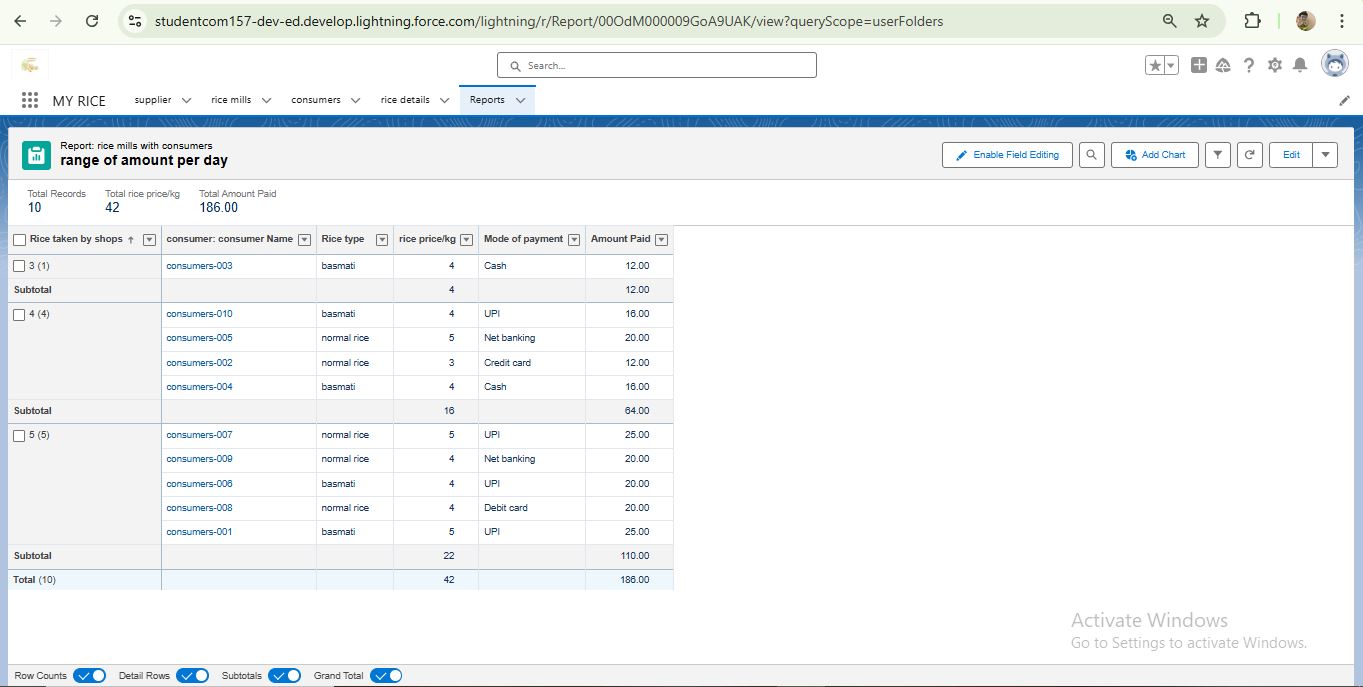 studentcom157-dev-ed.develop.lightning.force.com/lightning/r/Report/00OdM000009GoA9UAK/view?queryScope=userFolders
Search...
MY RICE supplier rice mills consumers rice details Reports
Report: rice mills with consumers
range of amount per day
Enable Field Editing Add Chart Edit
Total Records Total rice price/kg Total Amount Paid
10 42 186.00
Rice taken by shops ↑ consumer: consumer Name Rice type rice price/kg Mode of payment Amount Paid
3 (1) consumers-003 basmati 4 Cash 12.00
Subtotal 4 12.00
4 (4) consumers-010 basmati 4 UPI 16.00
consumers-005 normal rice 5 Net banking 20.00
consumers-002 normal rice 3 Credit card 12.00
consumers-004 basmati 4 Cash 16.00
Subtotal 16 64.00
5 (5) consumers-007 normal rice 5 UPI 25.00
consumers-009 normal rice 4 Net banking 20.00
consumers-006 basmati 4 UPI 20.00
consumers-008 normal rice 4 Debit card 20.00
consumers-001 basmati 5 UPI 25.00
Subtotal 22 110.00
Total (10) 42 186.00
Activate Windows
Go to Settings to activate Windows.
Row Counts Detail Rows Subtotals Grand Total